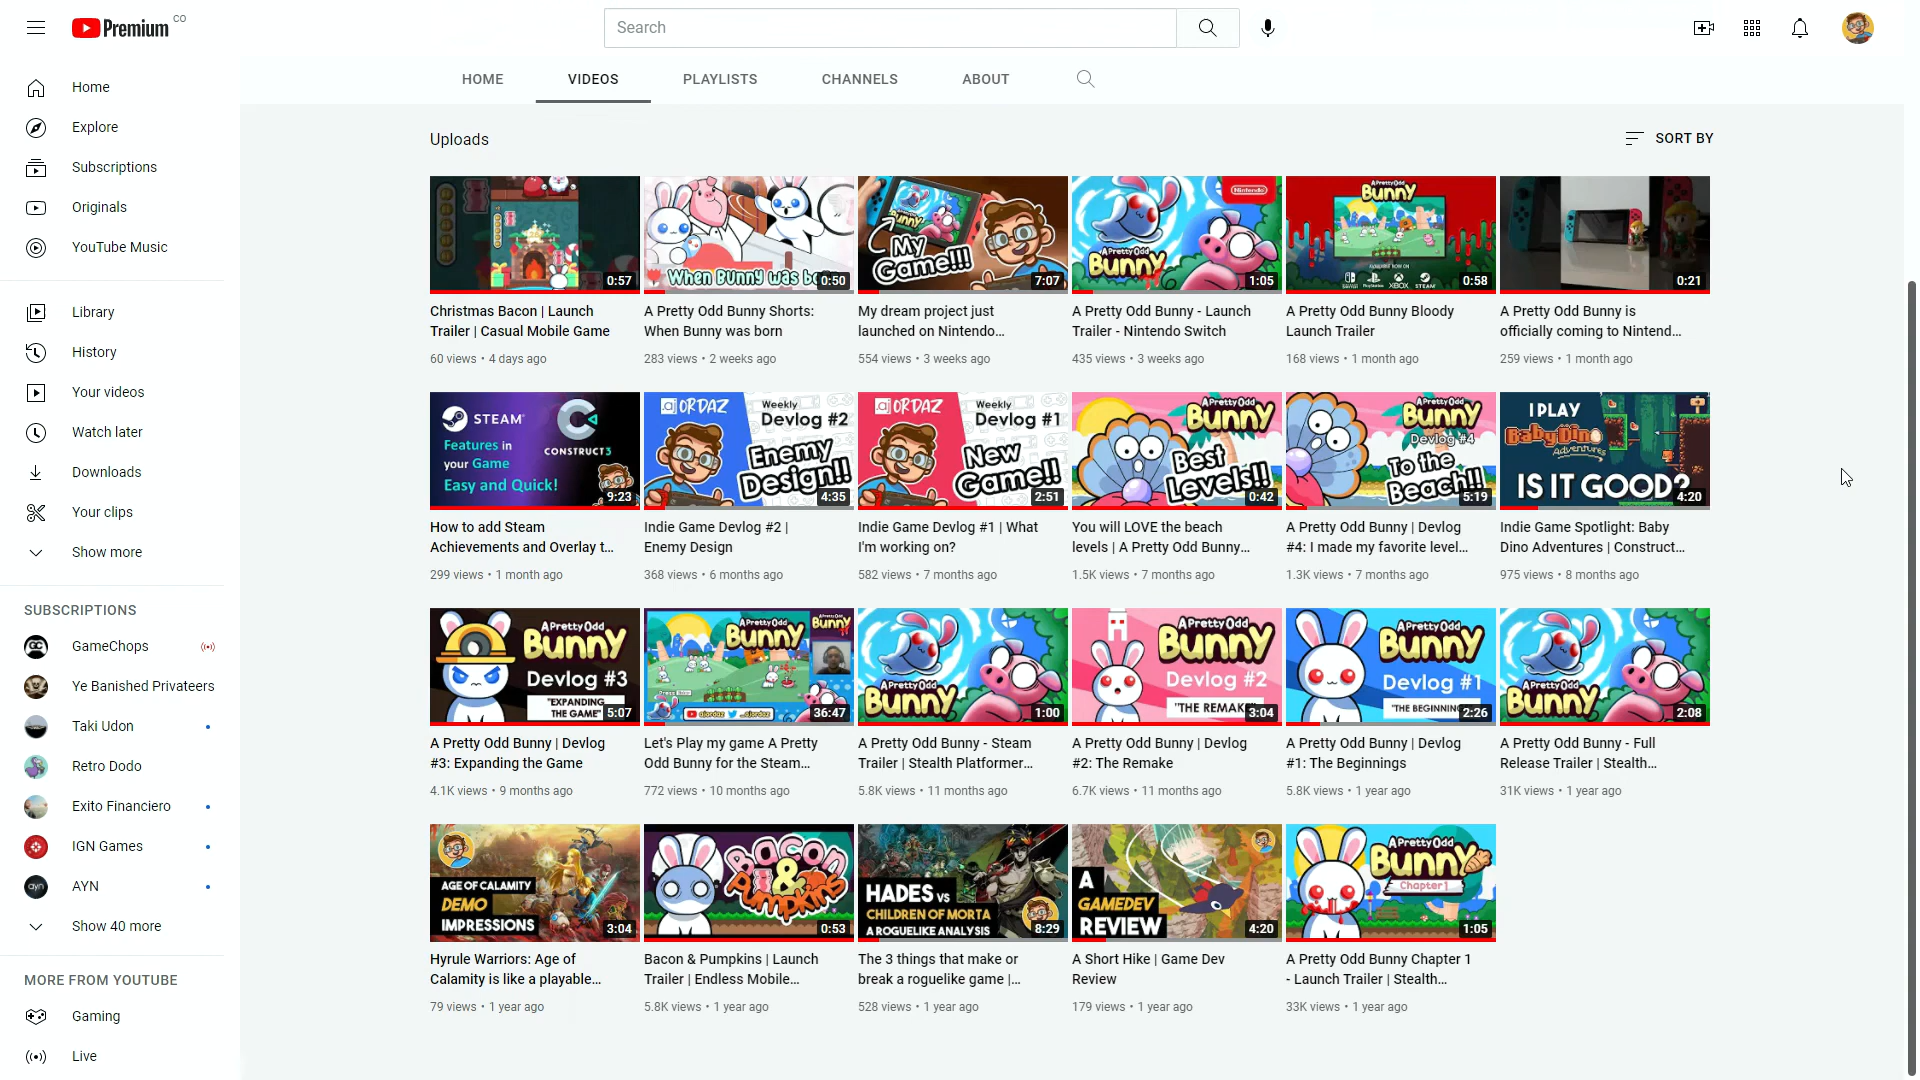 Premium CO
Search
Home
Explore
Subscriptions
Originals
YouTube Music
Library
History
Your videos
Watch later
Downloads
Your clips
Show more
SUBSCRIPTIONS
GameChops
Ye Banished Privateers
Taki Udon
Retro Dodo
Exito Financiero
IGN Games
AYN
Show 40 more
MORE FROM YOUTUBE
Gaming
Live
HOME VIDEOS PLAYLISTS CHANNELS ABOUT
Uploads
SORT BY
0:57
Christmas Bacon | Launch
Trailer | Casual Mobile Game
60 views • 4 days ago
When Bunny was
0:50
A Pretty Odd Bunny Shorts:
When Bunny was born
283 views • 2 weeks ago
My
Game!!!
7:07
My dream project just
launched on Nintendo...
554 views • 3 weeks ago
Nintendo
A Pretty Odd
Bunny
1:05
A Pretty Odd Bunny - Launch
Trailer - Nintendo Switch
435 views • 3 weeks ago
A Pretty Odd
Bunny
AVAILABLE NOW ON
XBOX STEAM
0:58
A Pretty Odd Bunny Bloody
Launch Trailer
168 views • 1 month ago
0:21
A Pretty Odd Bunny is
officially coming to Nintend...
259 views • 1 month ago
STEAM
CONSTRUCT3
Features in
your Game
Easy and Quick!
9:23
How to add Steam
Achievements and Overlay t...
299 views • 1 month ago
aj ORDAZ
Weekly
Devlog #2
Enemy
Design!!
4:35
Indie Game Devlog #2 |
Enemy Design
368 views • 6 months ago
aj ORDAZ
Weekly
Devlog #1
New
Game!!
2:51
Indie Game Devlog #1 | What
I'm working on?
582 views • 7 months ago
A Pretty Odd
Bunny
Best
Levels!!
0:42
You will LOVE the beach
levels | A Pretty Odd Bunny...
1.5K views • 7 months ago
A Pretty Odd
Bunny
Devlog #4
To the
Beach!!
5:19
A Pretty Odd Bunny | Devlog
#4: I made my favorite level...
1.3K views • 7 months ago
I PLAY
Baby Dino
Adventures
IS IT GOOD?
4:20
Indie Game Spotlight: Baby
Dino Adventures | Construct...
975 views • 8 months ago
A Pretty Odd
Bunny
Devlog #3
"EXPANDING
THE GAME"
5:07
A Pretty Odd Bunny | Devlog
#3: Expanding the Game
4.1K views • 9 months ago
A Pretty Odd
Bunny
Bunny
ajordaz
36:47
Let's Play my game A Pretty
Odd Bunny for the Steam...
772 views • 10 months ago
A Pretty Odd
Bunny
1:00
A Pretty Odd Bunny - Steam
Trailer | Stealth Platformer...
5.8K views • 11 months ago
A Pretty Odd
Bunny
Devlog #2
"THE REMAKE
3:04
A Pretty Odd Bunny | Devlog
#2: The Remake
6.7K views • 11 months ago
A Pretty Odd
Bunny
Devlog #1
"THE BEGINNING
2:26
A Pretty Odd Bunny | Devlog
#1: The Beginnings
5.8K views • 1 year ago
A Pretty Odd
Bunny
2:08
A Pretty Odd Bunny - Full
Release Trailer | Stealth...
31K views • 1 year ago
AGE OF CALAMITY
DEMO
IMPRESSIONS
3:04
Hyrule Warriors: Age of
Calamity is like a playable...
79 views • 1 year ago
Bacon
&
Pumpkins
0:53
Bacon & Pumpkins | Launch
Trailer | Endless Mobile...
5.8K views • 1 year ago
HADES VS
CHILDREN OF MORTA
A ROGUELIKE ANALYSIS
8:29
The 3 things that make or
break a roguelike game |...
528 views • 1 year ago
A
GAMEDEV
REVIEW
4:20
A Short Hike | Game Dev
Review
179 views • 1 year ago
A Pretty Odd
Bunny
Chapter 1
1:05
A Pretty Odd Bunny Chapter 1
- Launch Trailer | Stealth...
33K views • 1 year ago